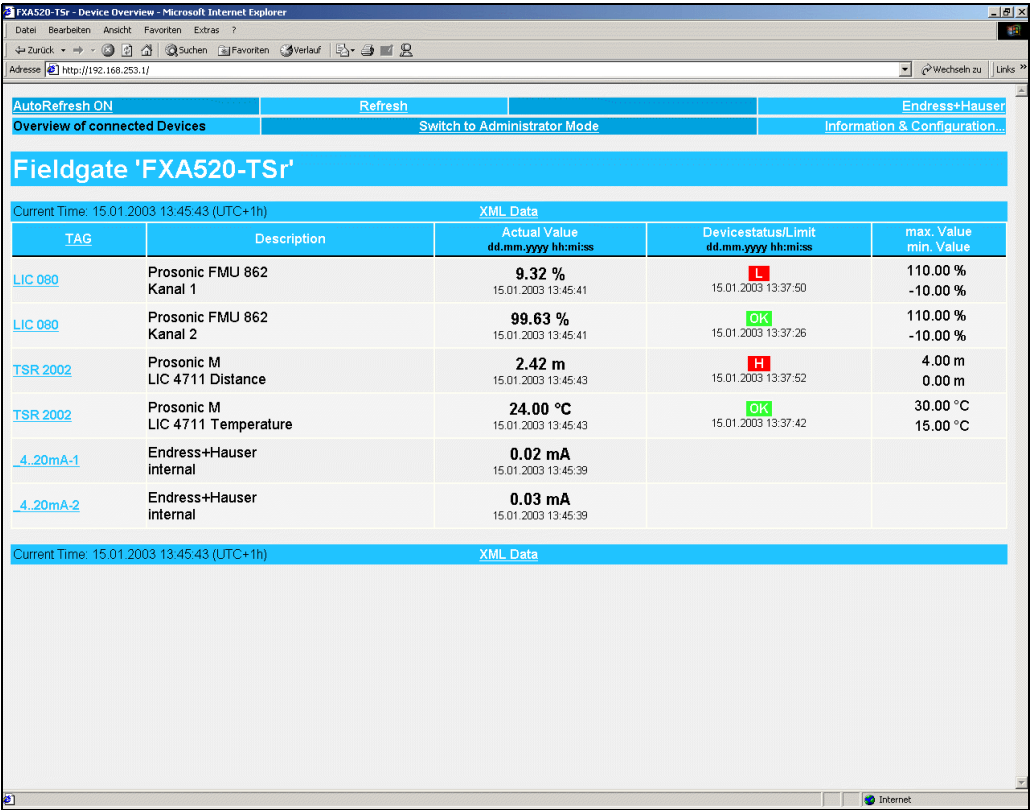 FXA520-TSr - Device Overview - Microsoft Internet Explorer
Datei Bearbeiten Ansicht Favoriten Extras ?
Zurück Suchen Favoriten Verlauf
Adresse http://192.168.253.1/ Wechseln zu Links »
AutoRefresh ON Refresh Endress+Hauser
Overview of connected Devices Switch to Administrator Mode Information & Configuration...
Fieldgate 'FXA520-TSr'
Current Time: 15.01.2003 13:45:43 (UTC+1h) XML Data
TAG Description Actual Value Devicestatus/Limit max. Value
dd.mm.yyyy hh:mi:ss dd.mm.yyyy hh:mi:ss min. Value
LIC 080 Prosonic FMU 862 9.32 % L 110.00 %
Kanal 1 15.01.2003 13:45:41 15.01.2003 13:37:50 -10.00 %
LIC 080 Prosonic FMU 862 99.63 % OK 110.00 %
Kanal 2 15.01.2003 13:45:41 15.01.2003 13:37:26 -10.00 %
TSR 2002 Prosonic M 2.42 m H 4.00 m
LIC 4711 Distance 15.01.2003 13:45:43 15.01.2003 13:37:52 0.00 m
TSR 2002 Prosonic M 24.00 °C OK 30.00 °C
LIC 4711 Temperature 15.01.2003 13:45:43 15.01.2003 13:37:42 15.00 °C
_4..20mA-1 Endress+Hauser 0.02 mA
internal 15.01.2003 13:45:39
_4..20mA-2 Endress+Hauser 0.03 mA
internal 15.01.2003 13:45:39
Current Time: 15.01.2003 13:45:43 (UTC+1h) XML Data
Internet